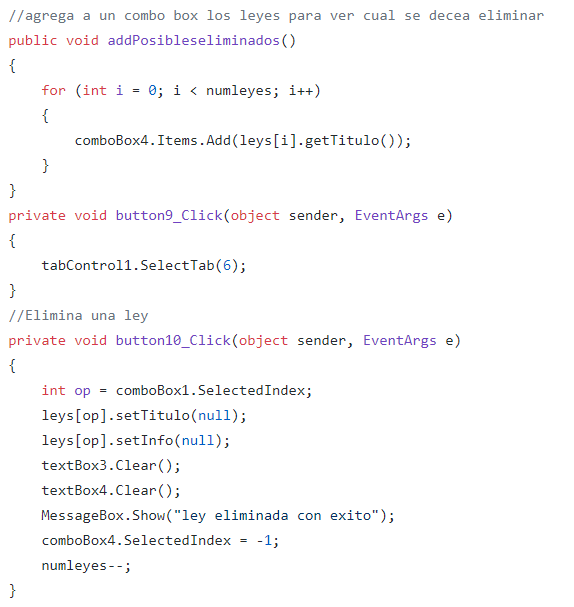 //agrega a un combo box los leyes para ver cual se decea eliminar
public void addPosibleseliminados()
{
    for (int i = 0; i < numleyes; i++)
    {
        comboBox4.Items.Add(leys[i].getTitulo());
    }
}
private void button9_Click(object sender, EventArgs e)
{
    tabControl1.SelectTab(6);
}
//Elimina una ley
private void button10_Click(object sender, EventArgs e)
{
    int op = comboBox1.SelectedIndex;
    leys[op].setTitulo(null);
    leys[op].setInfo(null);
    textBox3.Clear();
    textBox4.Clear();
    MessageBox.Show("ley eliminada con exito");
    comboBox4.SelectedIndex = -1;
    numleyes--;
}